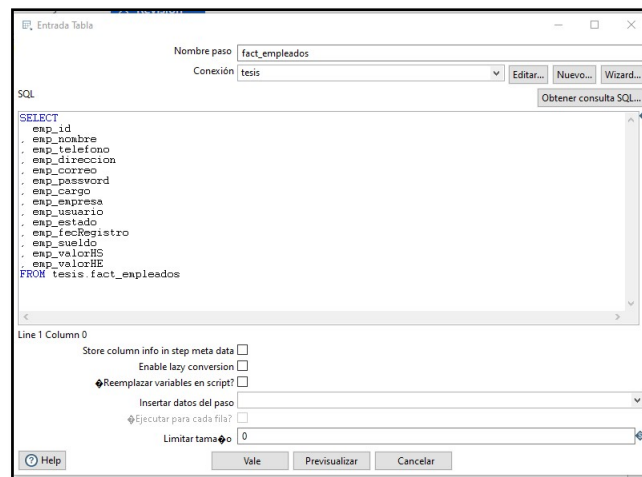 Entrada Tabla
Nombre paso fact_empleados
Conexión tesis Editar... Nuevo... Wizard...
SQL Obtener consulta SQL...
SELECT
emp_id
, emp_nombre
, emp_telefono
, emp_direccion
, emp_correo
, emp_password
, emp_cargo
, emp_empresa
, emp_usuario
, emp_estado
, emp_fecRegistro
, emp_sueldo
, emp_valorHS
, emp_valorHE
FROM tesis.fact_empleados
Line 1 Column 0
Store column info in step meta data
Enable lazy conversion
�Reemplazar variables en script?
Insertar datos del paso
�Ejecutar para cada fila?
Limitar tama�o 0
Help Vale Previsualizar Cancelar